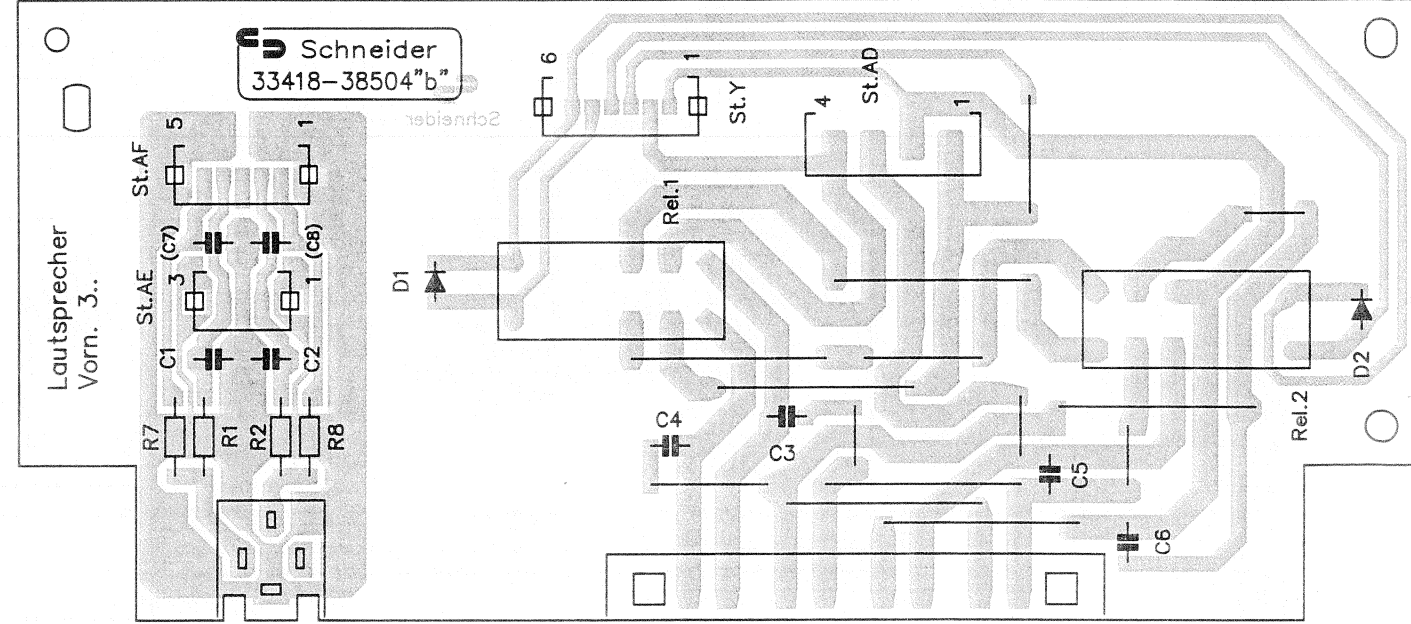 Schneider
33418-38504"b"
Schneider
6
1
St.Y
St.AD
4
1
5
1
St.AF
Rel.1
(C7)
(C8)
St.AE
3
1
D1
Lautsprecher
Vorn. 3..
C1
C2
D2
R7
R1
R2
R8
C4
C3
Rel.2
C5
C6